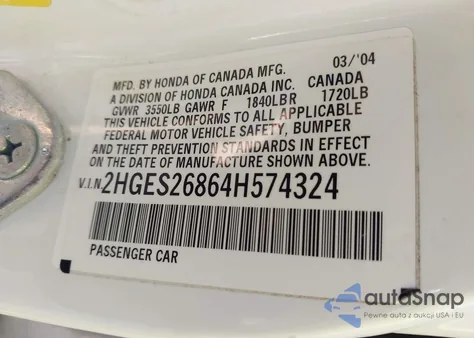 MFD. BY HONDA OF CANADA MFG. 03/'04
A DIVISION OF HONDA CANADA INC. CANADA
GVWR 3550LB GAWR F 1840LBR 1720LB
THIS VEHICLE CONFORMS TO ALL APPLICABLE
FEDERAL MOTOR VEHICLE SAFETY, BUMPER
AND THEFT PREVENTION STANDARDS IN EFFECT
ON THE DATE OF MANUFACTURE SHOWN ABOVE.
V.I.N. 2HGES26864H574324
PASSENGER CAR
autoSnap
Pewne auta z aukcji USA i EU